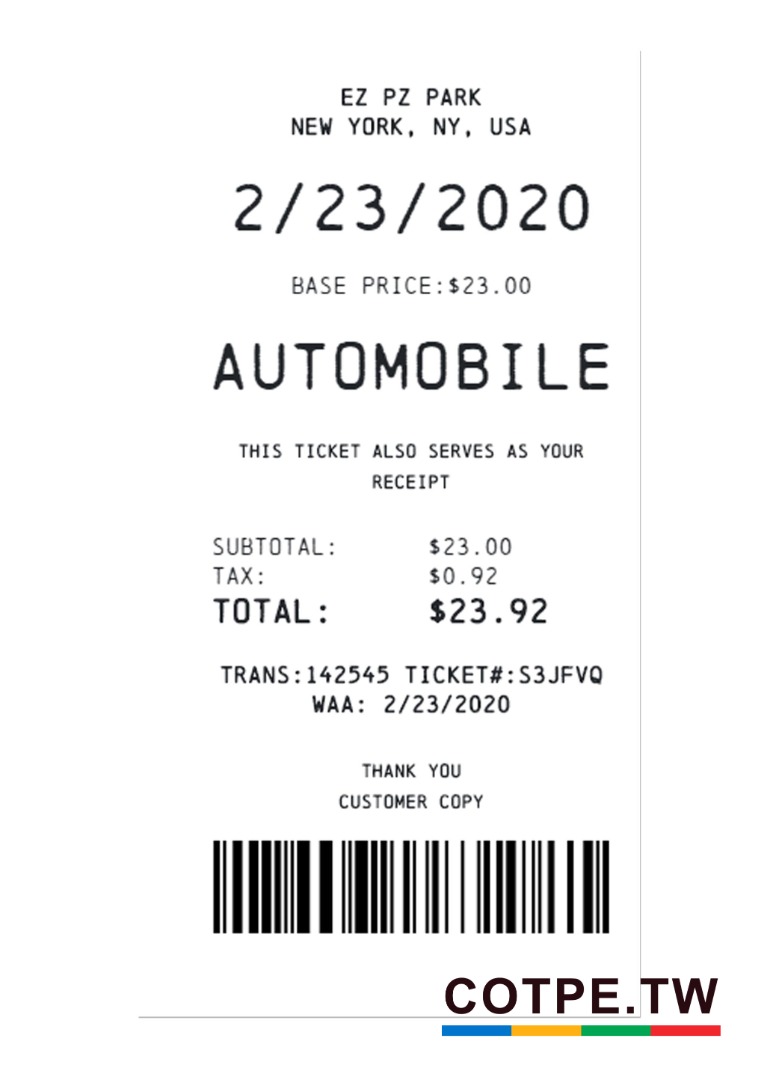 EZ PZ PARK
NEW YORK, NY, USA
2/23/2020
BASE PRICE:$23.00
AUTOMOBILE
THIS TICKET ALSO SERVES AS YOUR
RECEIPT
SUBTOTAL: $23.00
TAX: $0.92
TOTAL: $23.92
TRANS:142545 TICKET#:S3JFVQ
WAA: 2/23/2020
THANK YOU
CUSTOMER COPY
COTPE.TW